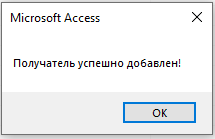 Microsoft Access
Получатель успешно добавлен!
OK